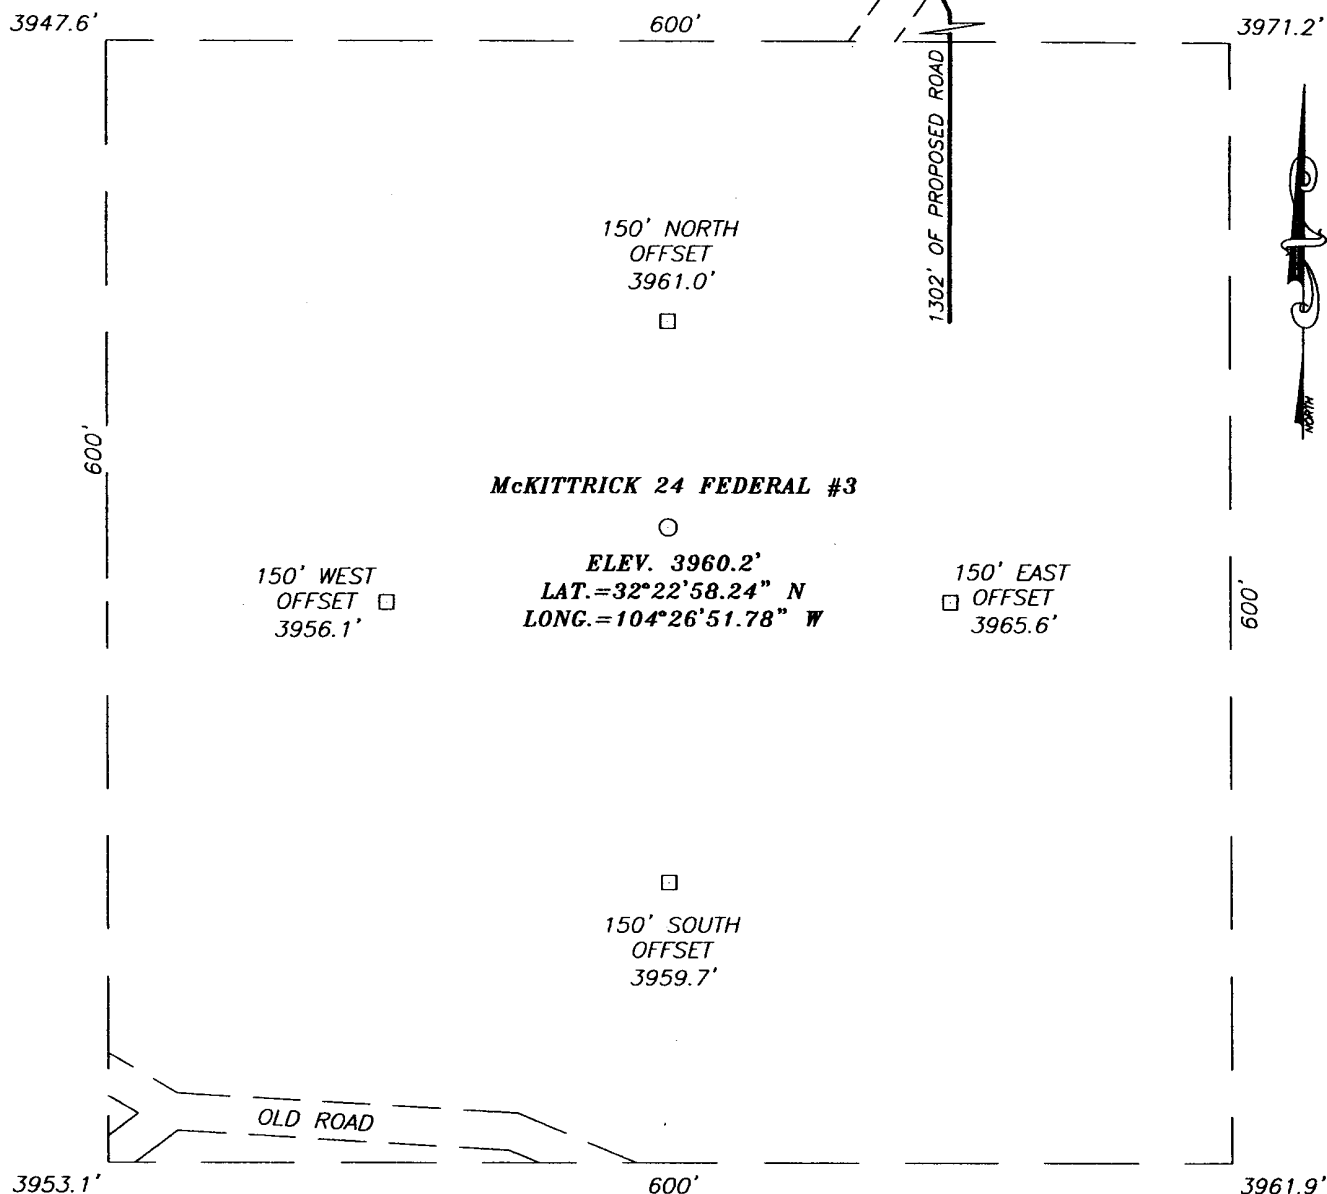 3947.6'
600'
3971.2'
1302' OF PROPOSED ROAD
NORTH
150' NORTH
OFFSET
3961.0'
600'
McKITTRICK 24 FEDERAL #3
ELEV. 3960.2'
LAT.=32°22'58.24" N
LONG.=104°26'51.78" W
150' WEST
OFFSET
3956.1'
150' EAST
OFFSET
3965.6'
600'
150' SOUTH
OFFSET
3959.7'
OLD ROAD
3953.1'
600'
3961.9'